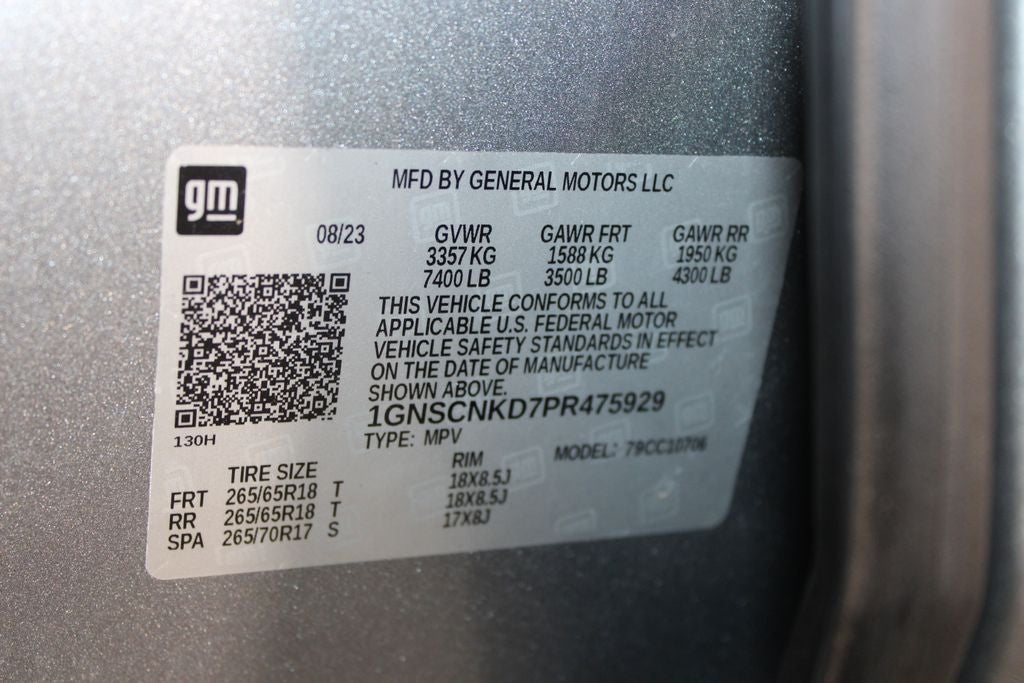 gm
MFD BY GENERAL MOTORS LLC
08/23 GVWR GAWR FRT GAWR RR
3357 KG 1588 KG 1950 KG
7400 LB 3500 LB 4300 LB
THIS VEHICLE CONFORMS TO ALL
APPLICABLE U.S. FEDERAL MOTOR
VEHICLE SAFETY STANDARDS IN EFFECT
ON THE DATE OF MANUFACTURE
SHOWN ABOVE.
1GNSCNKD7PR475929
130H
TYPE: MPV MODEL: 79CC10706
TIRE SIZE RIM
FRT 265/65R18 T 18X8.5J
RR 265/65R18 T 18X8.5J
SPA 265/70R17 S 17X8J